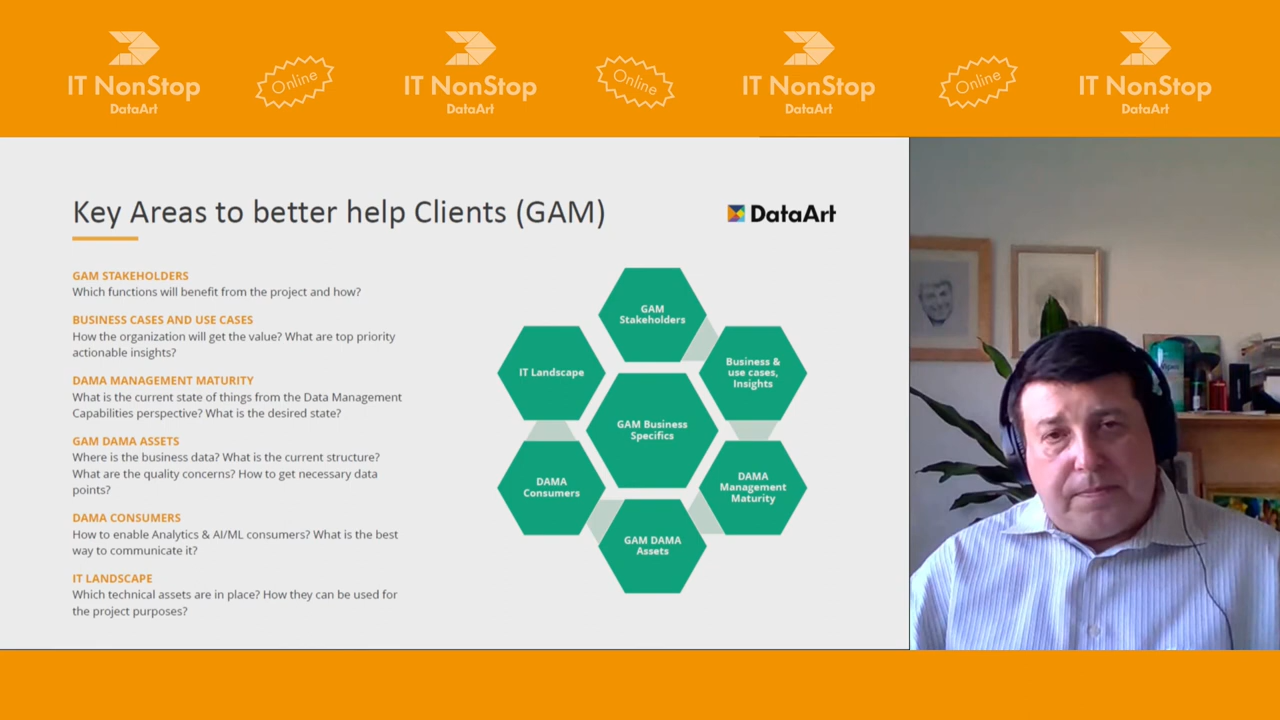 IT NonStop
DataArt
Online
IT NonStop
DataArt
Online
IT NonStop
DataArt
Online
IT NonStop
DataArt
Key Areas to better help Clients (GAM)
DataArt
GAM STAKEHOLDERS
Which functions will benefit from the project and how?
BUSINESS CASES AND USE CASES
How the organization will get the value? What are top priority
actionable insights?
DAMA MANAGEMENT MATURITY
What is the current state of things from the Data Management
Capabilities perspective? What is the desired state?
GAM DAMA ASSETS
Where is the business data? What is the current structure?
What are the quality concerns? How to get necessary data
points?
DAMA CONSUMERS
How to enable Analytics & AI/ML consumers? What is the best
way to communicate it?
IT LANDSCAPE
Which technical assets are in place? How they can be used for
the project purposes?
GAM
Stakeholders
Business &
use cases,
Insights
IT Landscape
GAM Business
Specifics
DAMA
Management
Maturity
DAMA
Consumers
GAM DAMA
Assets